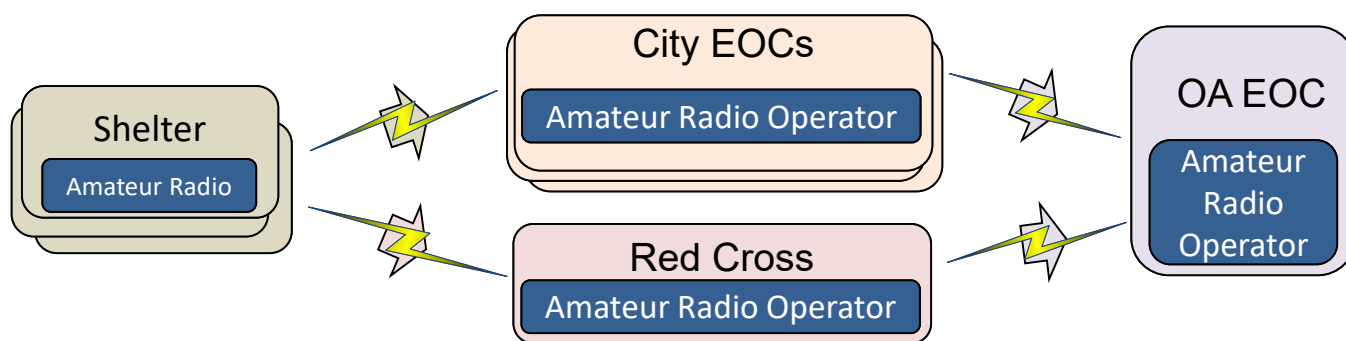 Shelter
Amateur Radio
City EOCs
Amateur Radio Operator
Red Cross
Amateur Radio Operator
OA EOC
Amateur
Radio
Operator